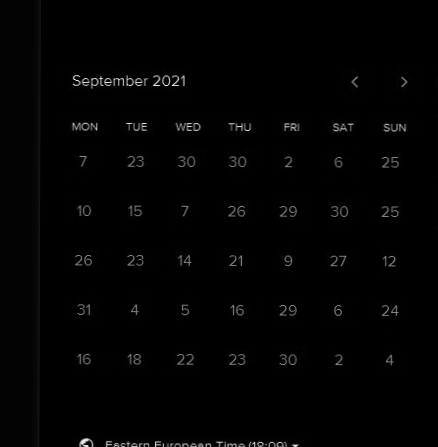 September 2021
MON TUE WED THU FRI SAT SUN
7 23 30 30 2 6 25
10 15 7 26 29 30 25
26 23 14 21 9 27 12
31 4 5 16 29 6 24
16 18 22 23 30 2 4
Eastern European Time (18:09)